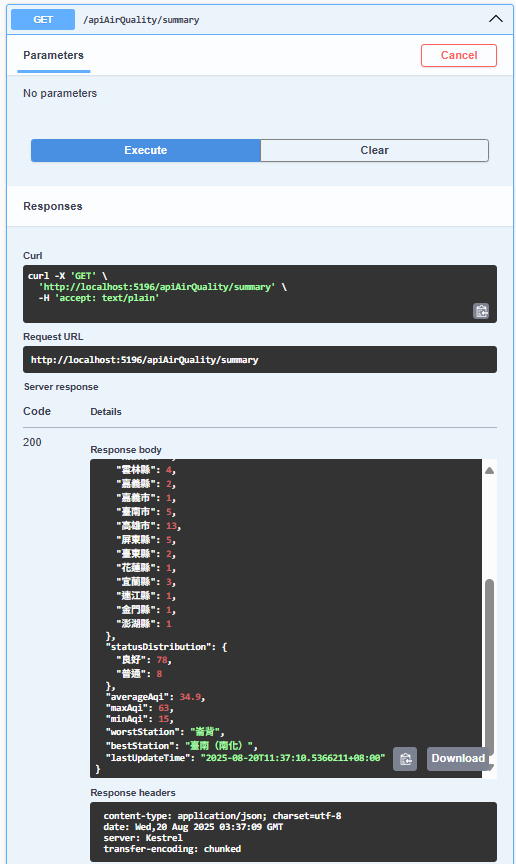 GET /apiAirQuality/summary
Parameters
Cancel
No parameters
Execute
Clear
Responses
Curl
curl -X 'GET' \
'http://localhost:5196/apiAirQuality/summary' \
-H 'accept: text/plain'
Request URL
http://localhost:5196/apiAirQuality/summary
Server response
Code Details
200
Response body
"雲林縣": 4,
"嘉義縣": 2,
"嘉義市": 1,
"臺南市": 5,
"高雄市": 13,
"屏東縣": 5,
"臺東縣": 2,
"花蓮縣": 1,
"宜蘭縣": 3,
"連江縣": 1,
"金門縣": 1,
"澎湖縣": 1
},
"statusDistribution": {
"良好": 78,
"普通": 8
},
"averageAqi": 34.9,
"maxAqi": 63,
"minAqi": 15,
"worstStation": "崙背",
"bestStation": "臺南（南化）",
"lastUpdateTime": "2025-08-20T11:37:10.5366211+08:00"
}
Download
Response headers
content-type: application/json; charset=utf-8
date: Wed,20 Aug 2025 03:37:09 GMT
server: Kestrel
transfer-encoding: chunked